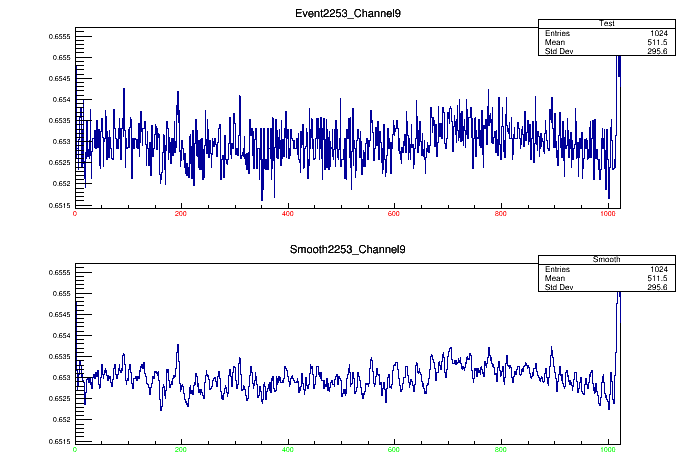 Event2253_Channel9
Test
Entries 1024
Mean 511.5
Std Dev 295.6
0.6555
0.655
0.6545
0.654
0.6535
0.653
0.6525
0.652
0.6515
0 200 400 600 800 1000
Smooth2253_Channel9
Smooth
Entries 1024
Mean 511.5
Std Dev 295.6
0.6555
0.655
0.6545
0.654
0.6535
0.653
0.6525
0.652
0.6515
0 200 400 600 800 1000